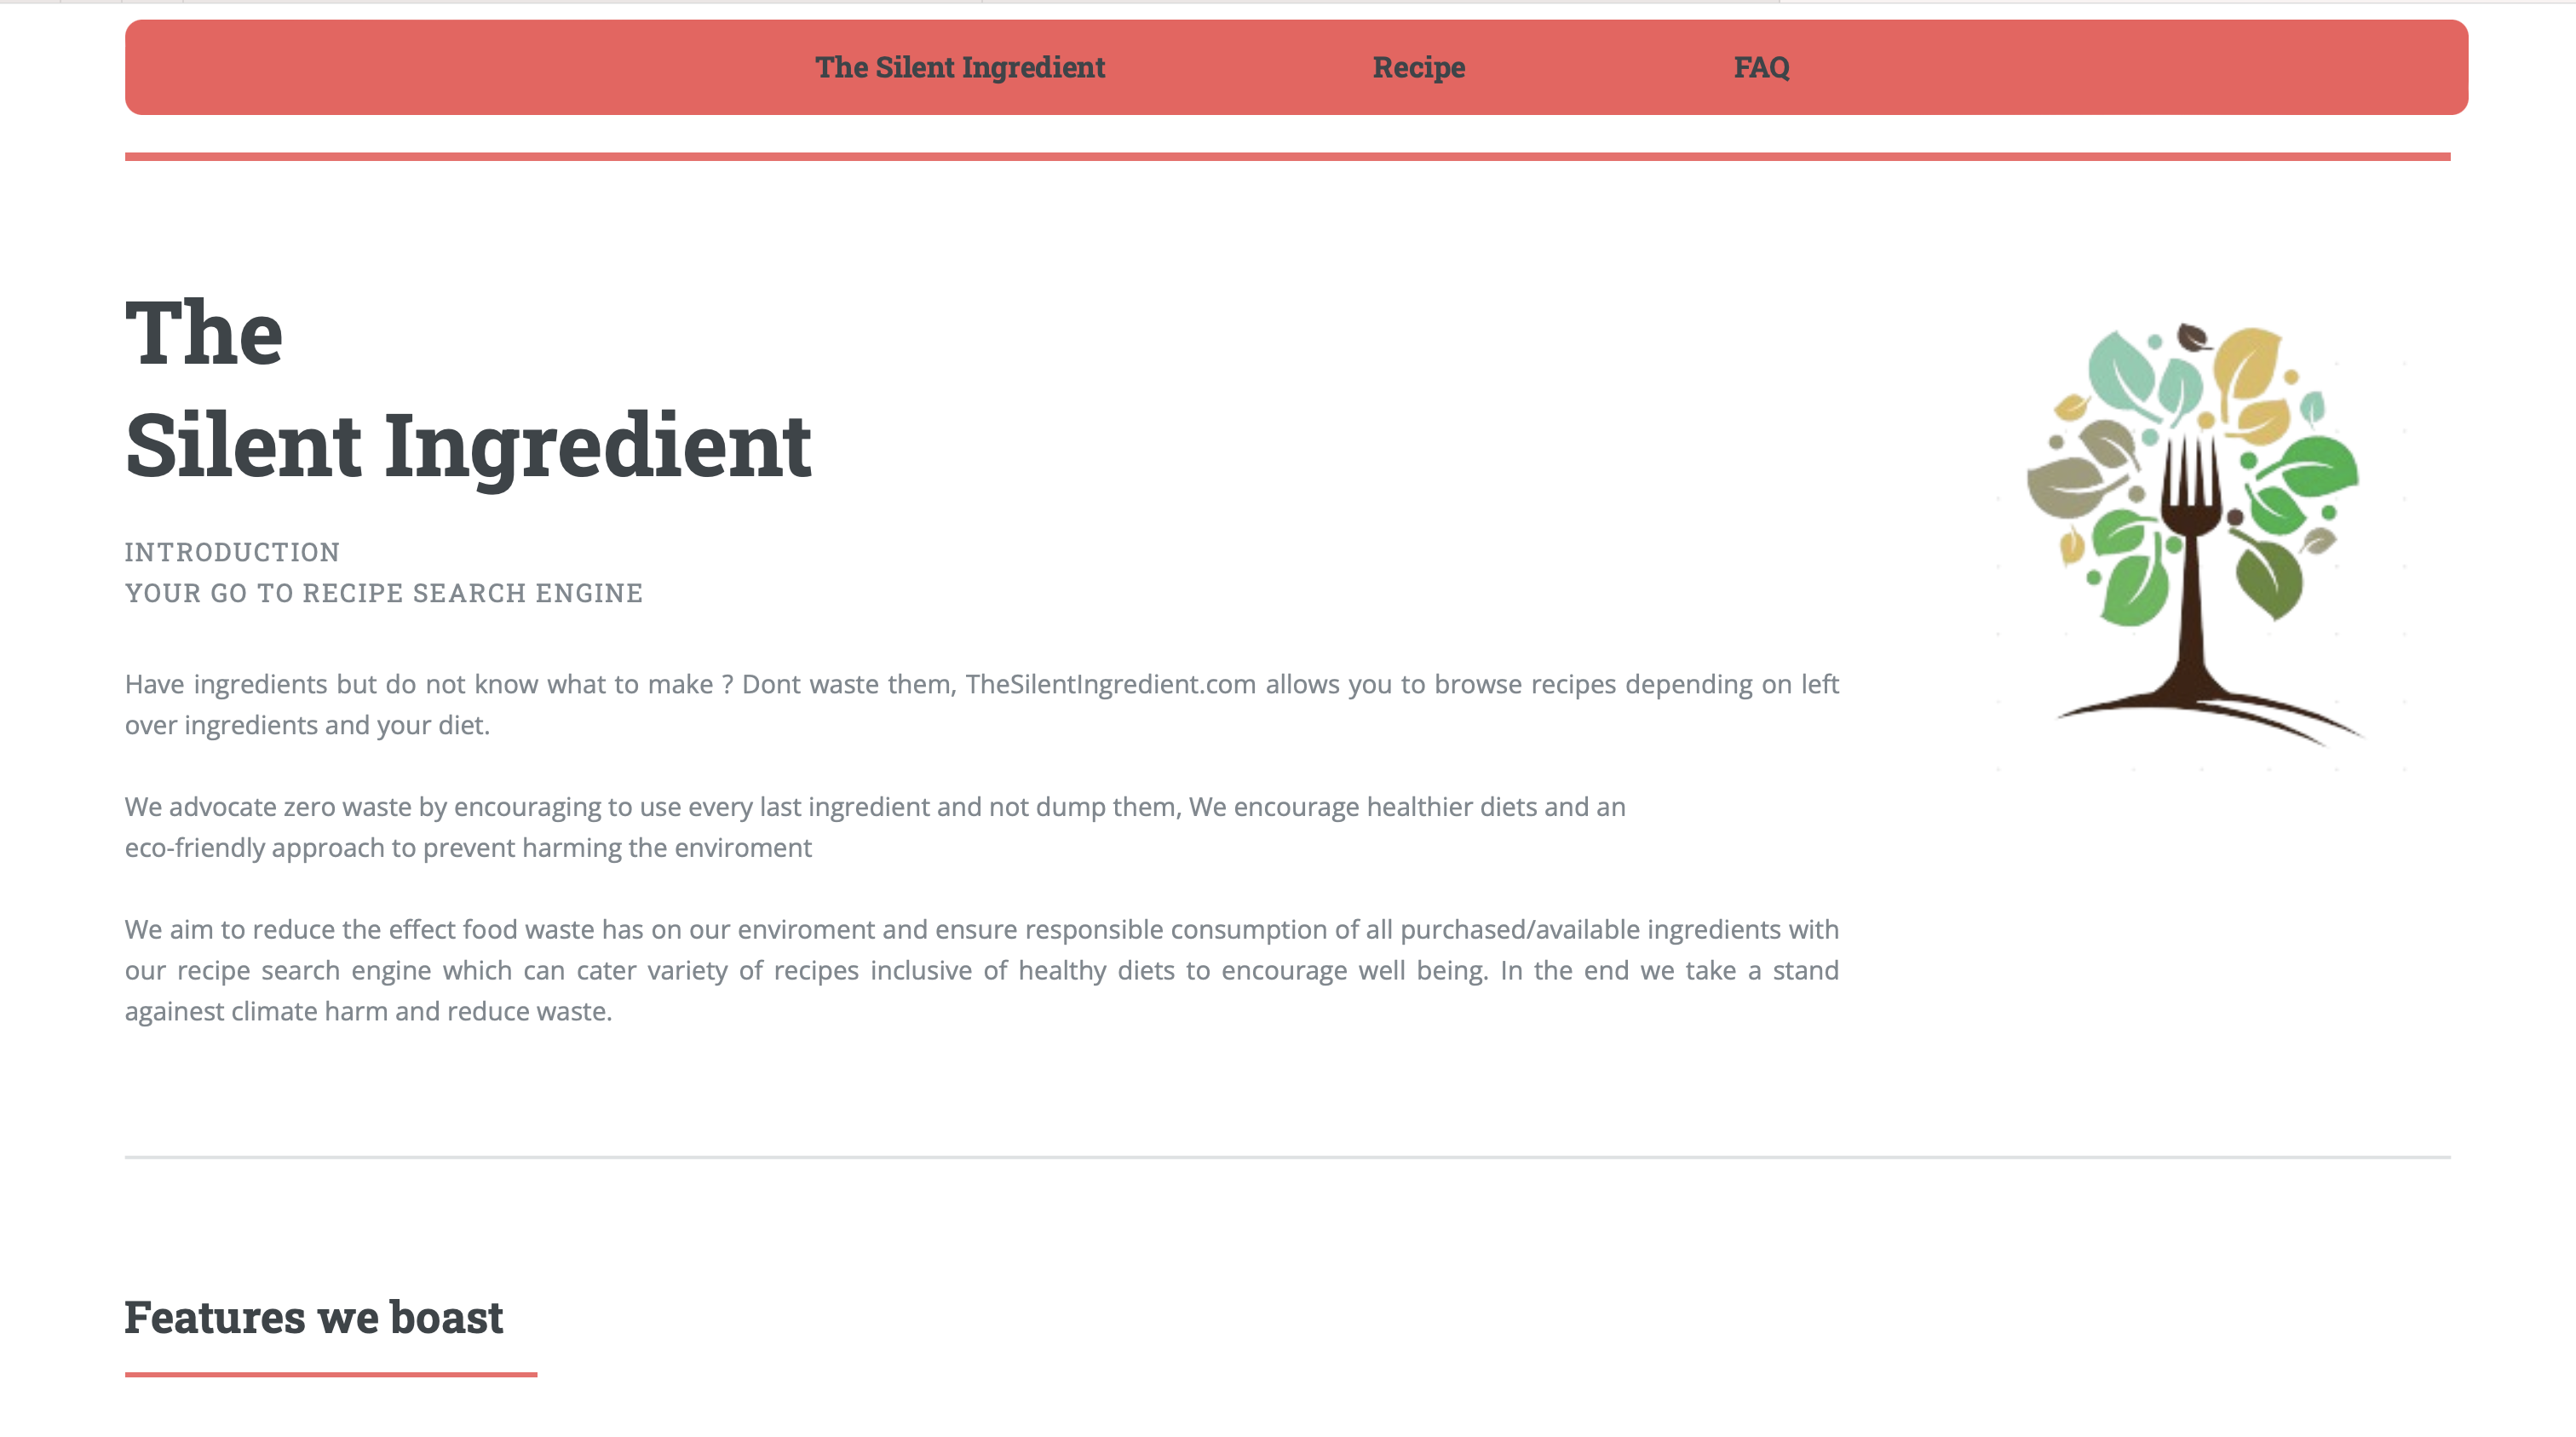 The Silent Ingredient
Recipe
FAQ
The
Silent Ingredient
INTRODUCTION
YOUR GO TO RECIPE SEARCH ENGINE
Have ingredients but do not know what to make ? Dont waste them, TheSilentIngredient.com allows you to browse recipes depending on left
over ingredients and your diet.
We advocate zero waste by encouraging to use every last ingredient and not dump them, We encourage healthier diets and an
eco-friendly approach to prevent harming the enviroment
We aim to reduce the effect food waste has on our enviroment and ensure responsible consumption of all purchased/available ingredients with
our recipe search engine which can cater variety of recipes inclusive of healthy diets to encourage well being. In the end we take a stand
againest climate harm and reduce waste.
Features we boast